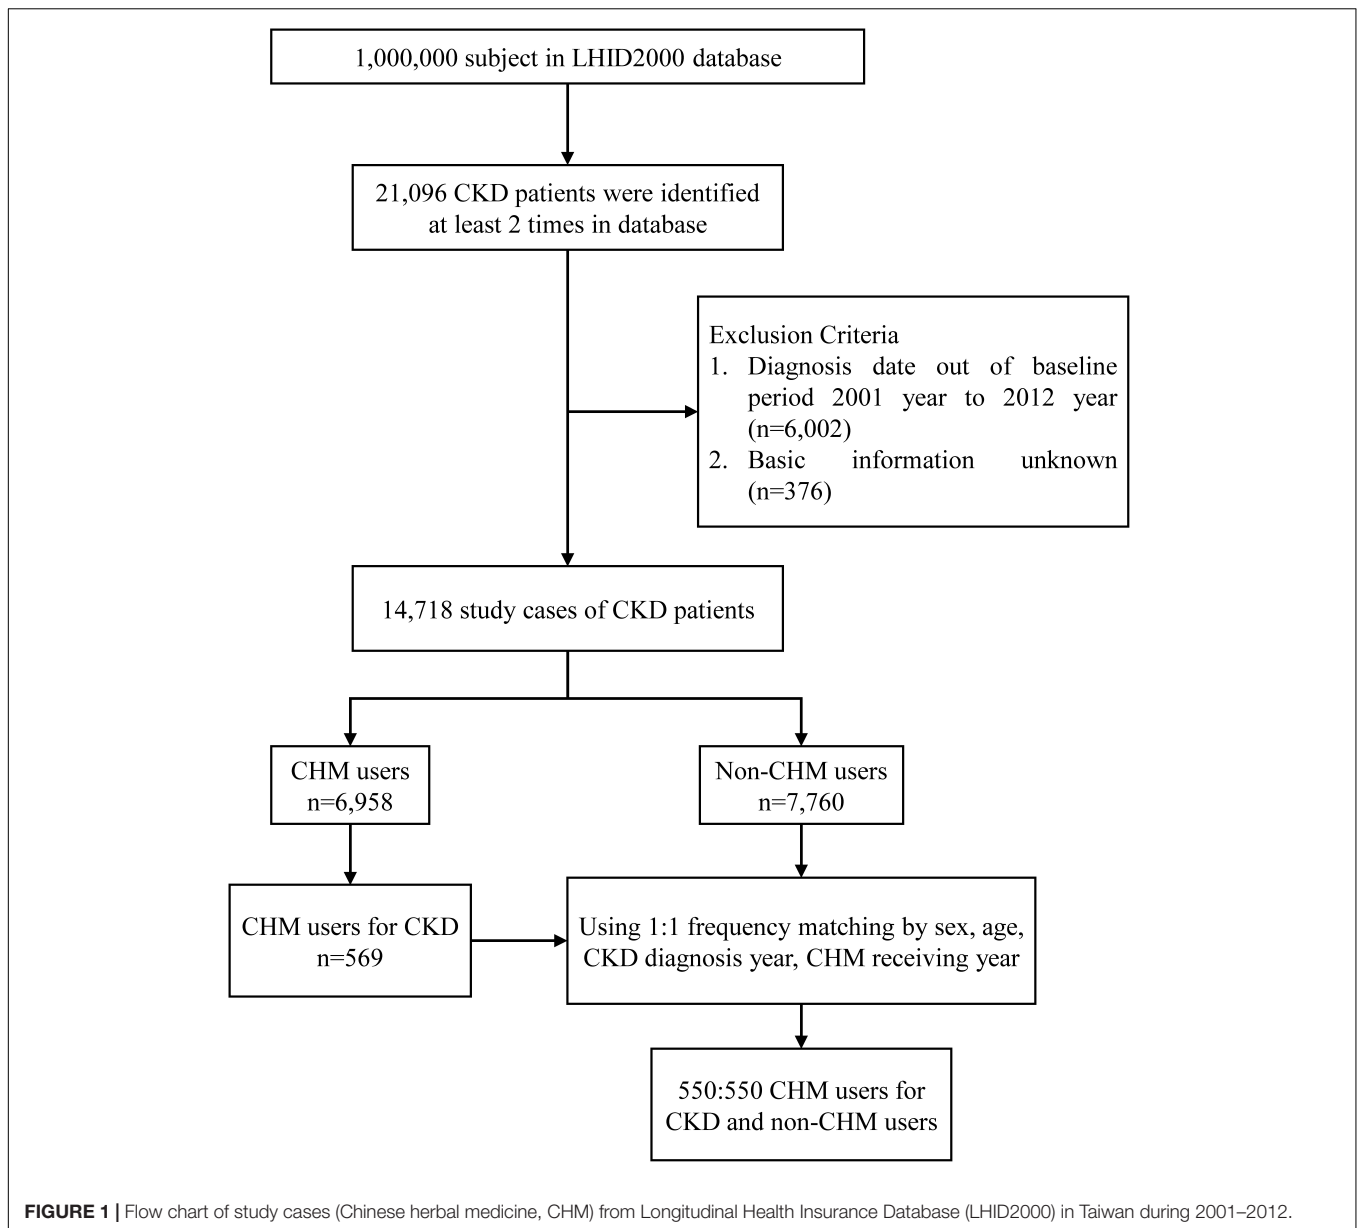 1,000,000 subject in LHID2000 database
21,096 CKD patients were identified
at least 2 times in database
Exclusion Criteria
1. Diagnosis date out of baseline
period 2001 year to 2012 year
(n=6,002)
2. Basic information unknown
(n=376)
14,718 study cases of CKD patients
CHM users
n=6,958
Non-CHM users
n=7,760
CHM users for CKD
n=569
Using 1:1 frequency matching by sex, age,
CKD diagnosis year, CHM receiving year
550:550 CHM users for
CKD and non-CHM users
FIGURE 1 | Flow chart of study cases (Chinese herbal medicine, CHM) from Longitudinal Health Insurance Database (LHID2000) in Taiwan during 2001–2012.